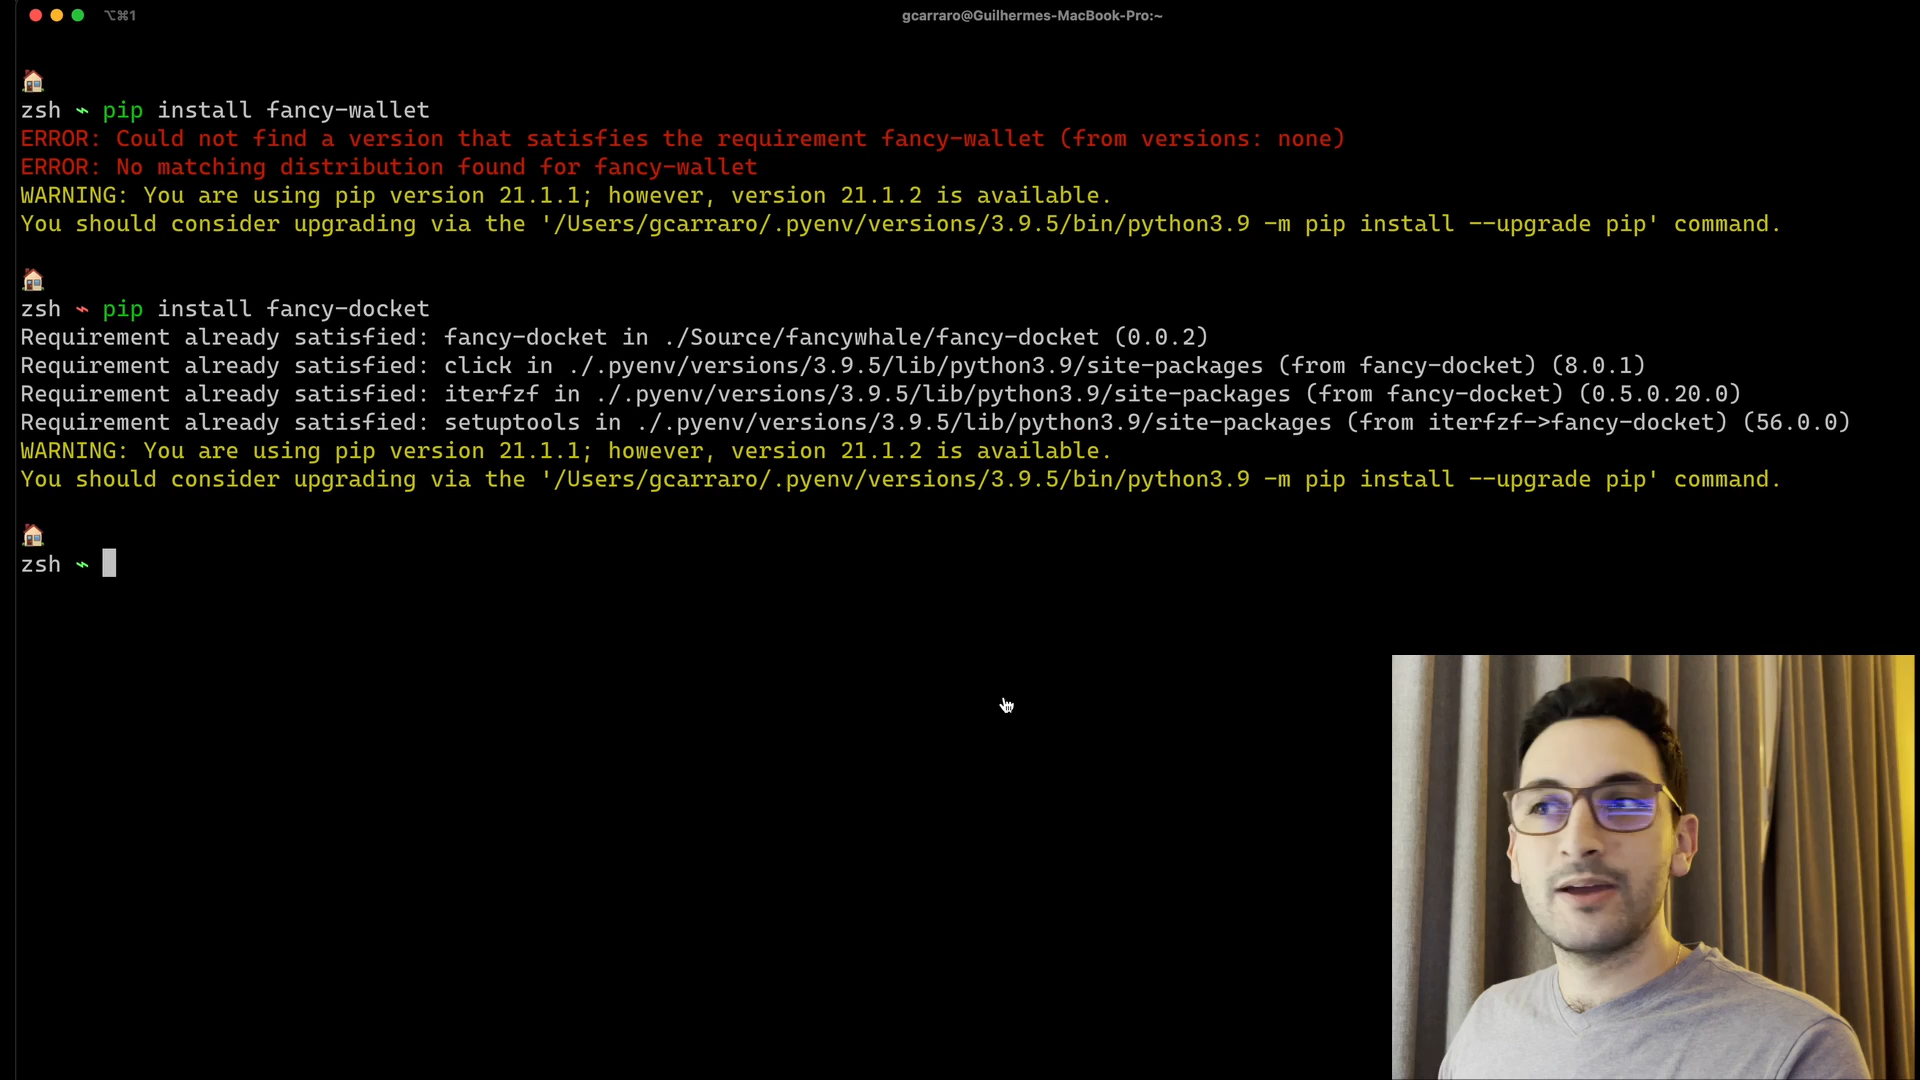 ⌥⌘1
gcarraro@Guilhermes-MacBook-Pro:~
zsh ⌁ pip install fancy-wallet
ERROR: Could not find a version that satisfies the requirement fancy-wallet (from versions: none)
ERROR: No matching distribution found for fancy-wallet
WARNING: You are using pip version 21.1.1; however, version 21.1.2 is available.
You should consider upgrading via the '/Users/gcarraro/.pyenv/versions/3.9.5/bin/python3.9 -m pip install --upgrade pip' command.
zsh ⌁ pip install fancy-docket
Requirement already satisfied: fancy-docket in ./Source/fancywhale/fancy-docket (0.0.2)
Requirement already satisfied: click in ./.pyenv/versions/3.9.5/lib/python3.9/site-packages (from fancy-docket) (8.0.1)
Requirement already satisfied: iterfzf in ./.pyenv/versions/3.9.5/lib/python3.9/site-packages (from fancy-docket) (0.5.0.20.0)
Requirement already satisfied: setuptools in ./.pyenv/versions/3.9.5/lib/python3.9/site-packages (from iterfzf->fancy-docket) (56.0.0)
WARNING: You are using pip version 21.1.1; however, version 21.1.2 is available.
You should consider upgrading via the '/Users/gcarraro/.pyenv/versions/3.9.5/bin/python3.9 -m pip install --upgrade pip' command.
zsh ⌁